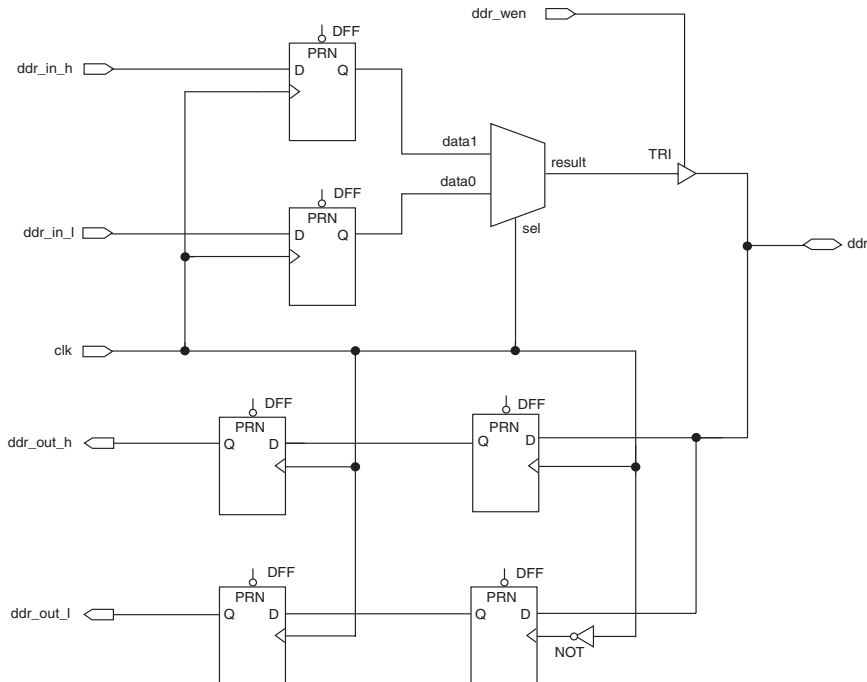 ddr_wen
DFF
PRN
ddr_in_h
D
Q
data1
TRI
result
data0
DFF
PRN
ddr_in_l
D
Q
sel
ddr
clk
DFF
DFF
PRN
PRN
ddr_out_h
Q
D
Q
D
DFF
DFF
PRN
PRN
ddr_out_l
Q
D
Q
D
NOT